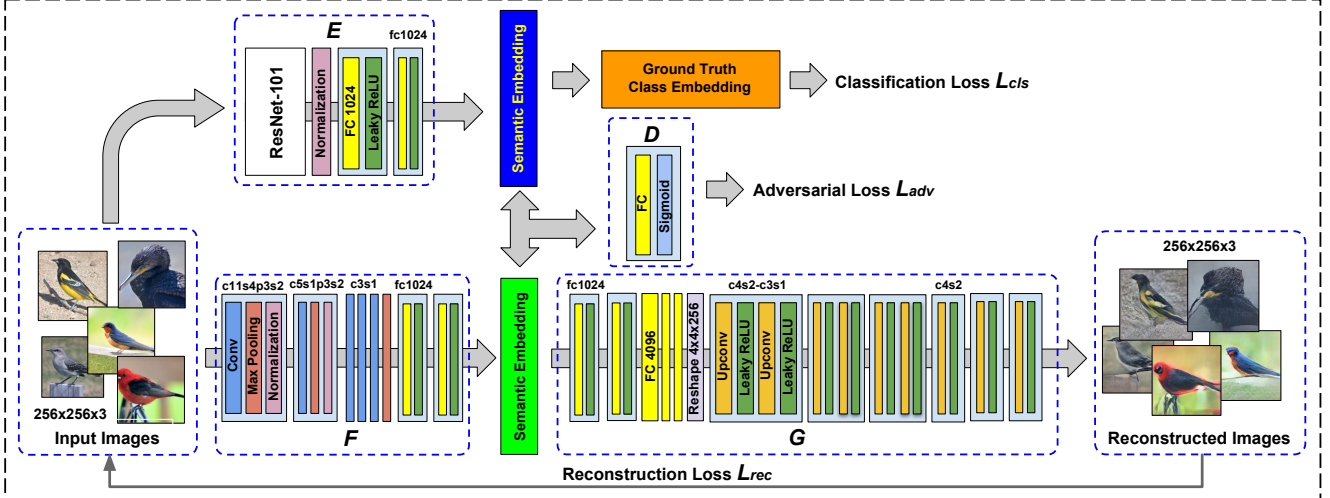 E
fc1024
ResNet-101
Normalization
FC 1024
Leaky ReLU
Semantic Embedding
Ground Truth
Class Embedding
Classification Loss Lcls
D
FC
Sigmoid
Adversarial Loss Ladv
256x256x3
Input Images
c11s4p3s2
c5s1p3s2
c3s1
fc1024
Conv
Max Pooling
Normalization
F
Semantic Embedding
fc1024
c4s2-c3s1
c4s2
FC 4096
Reshape 4x4x256
Upconv
Leaky ReLU
Upconv
Leaky ReLU
G
256x256x3
Reconstructed Images
Reconstruction Loss Lrec